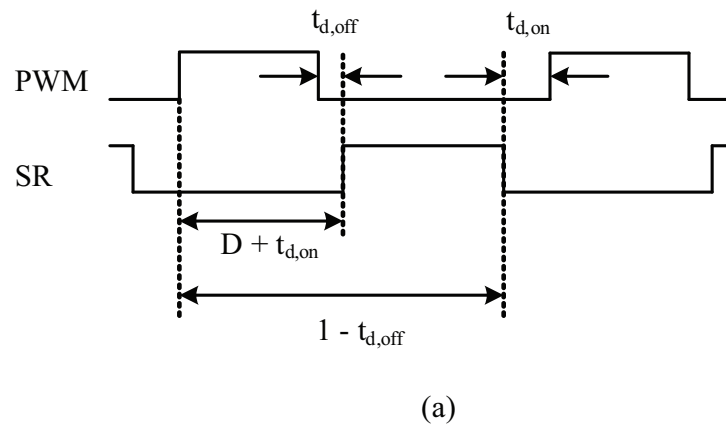 t_d,off t_d,on
PWM
SR
D + t_d,on
1 - t_d,off
(a)